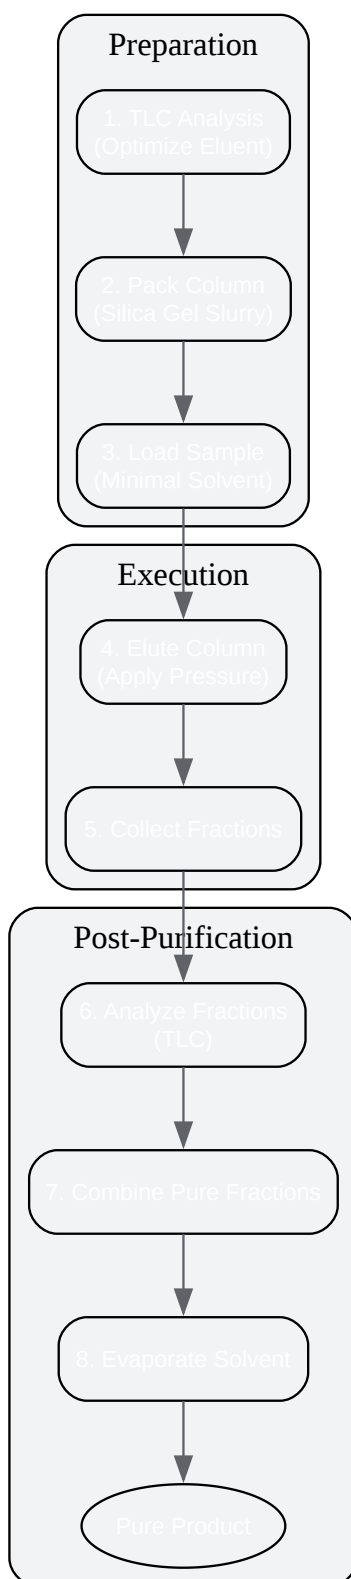 Preparation
1. TLC Analysis
(Optimize Eluent)
2. Pack Column
(Silica Gel Slurry)
3. Load Sample
(Minimal Solvent)
Execution
4. Elute Column
(Apply Pressure)
5. Collect Fractions
Post-Purification
6. Analyze Fractions
(TLC)
7. Combine Pure Fractions
8. Evaporate Solvent
Pure Product